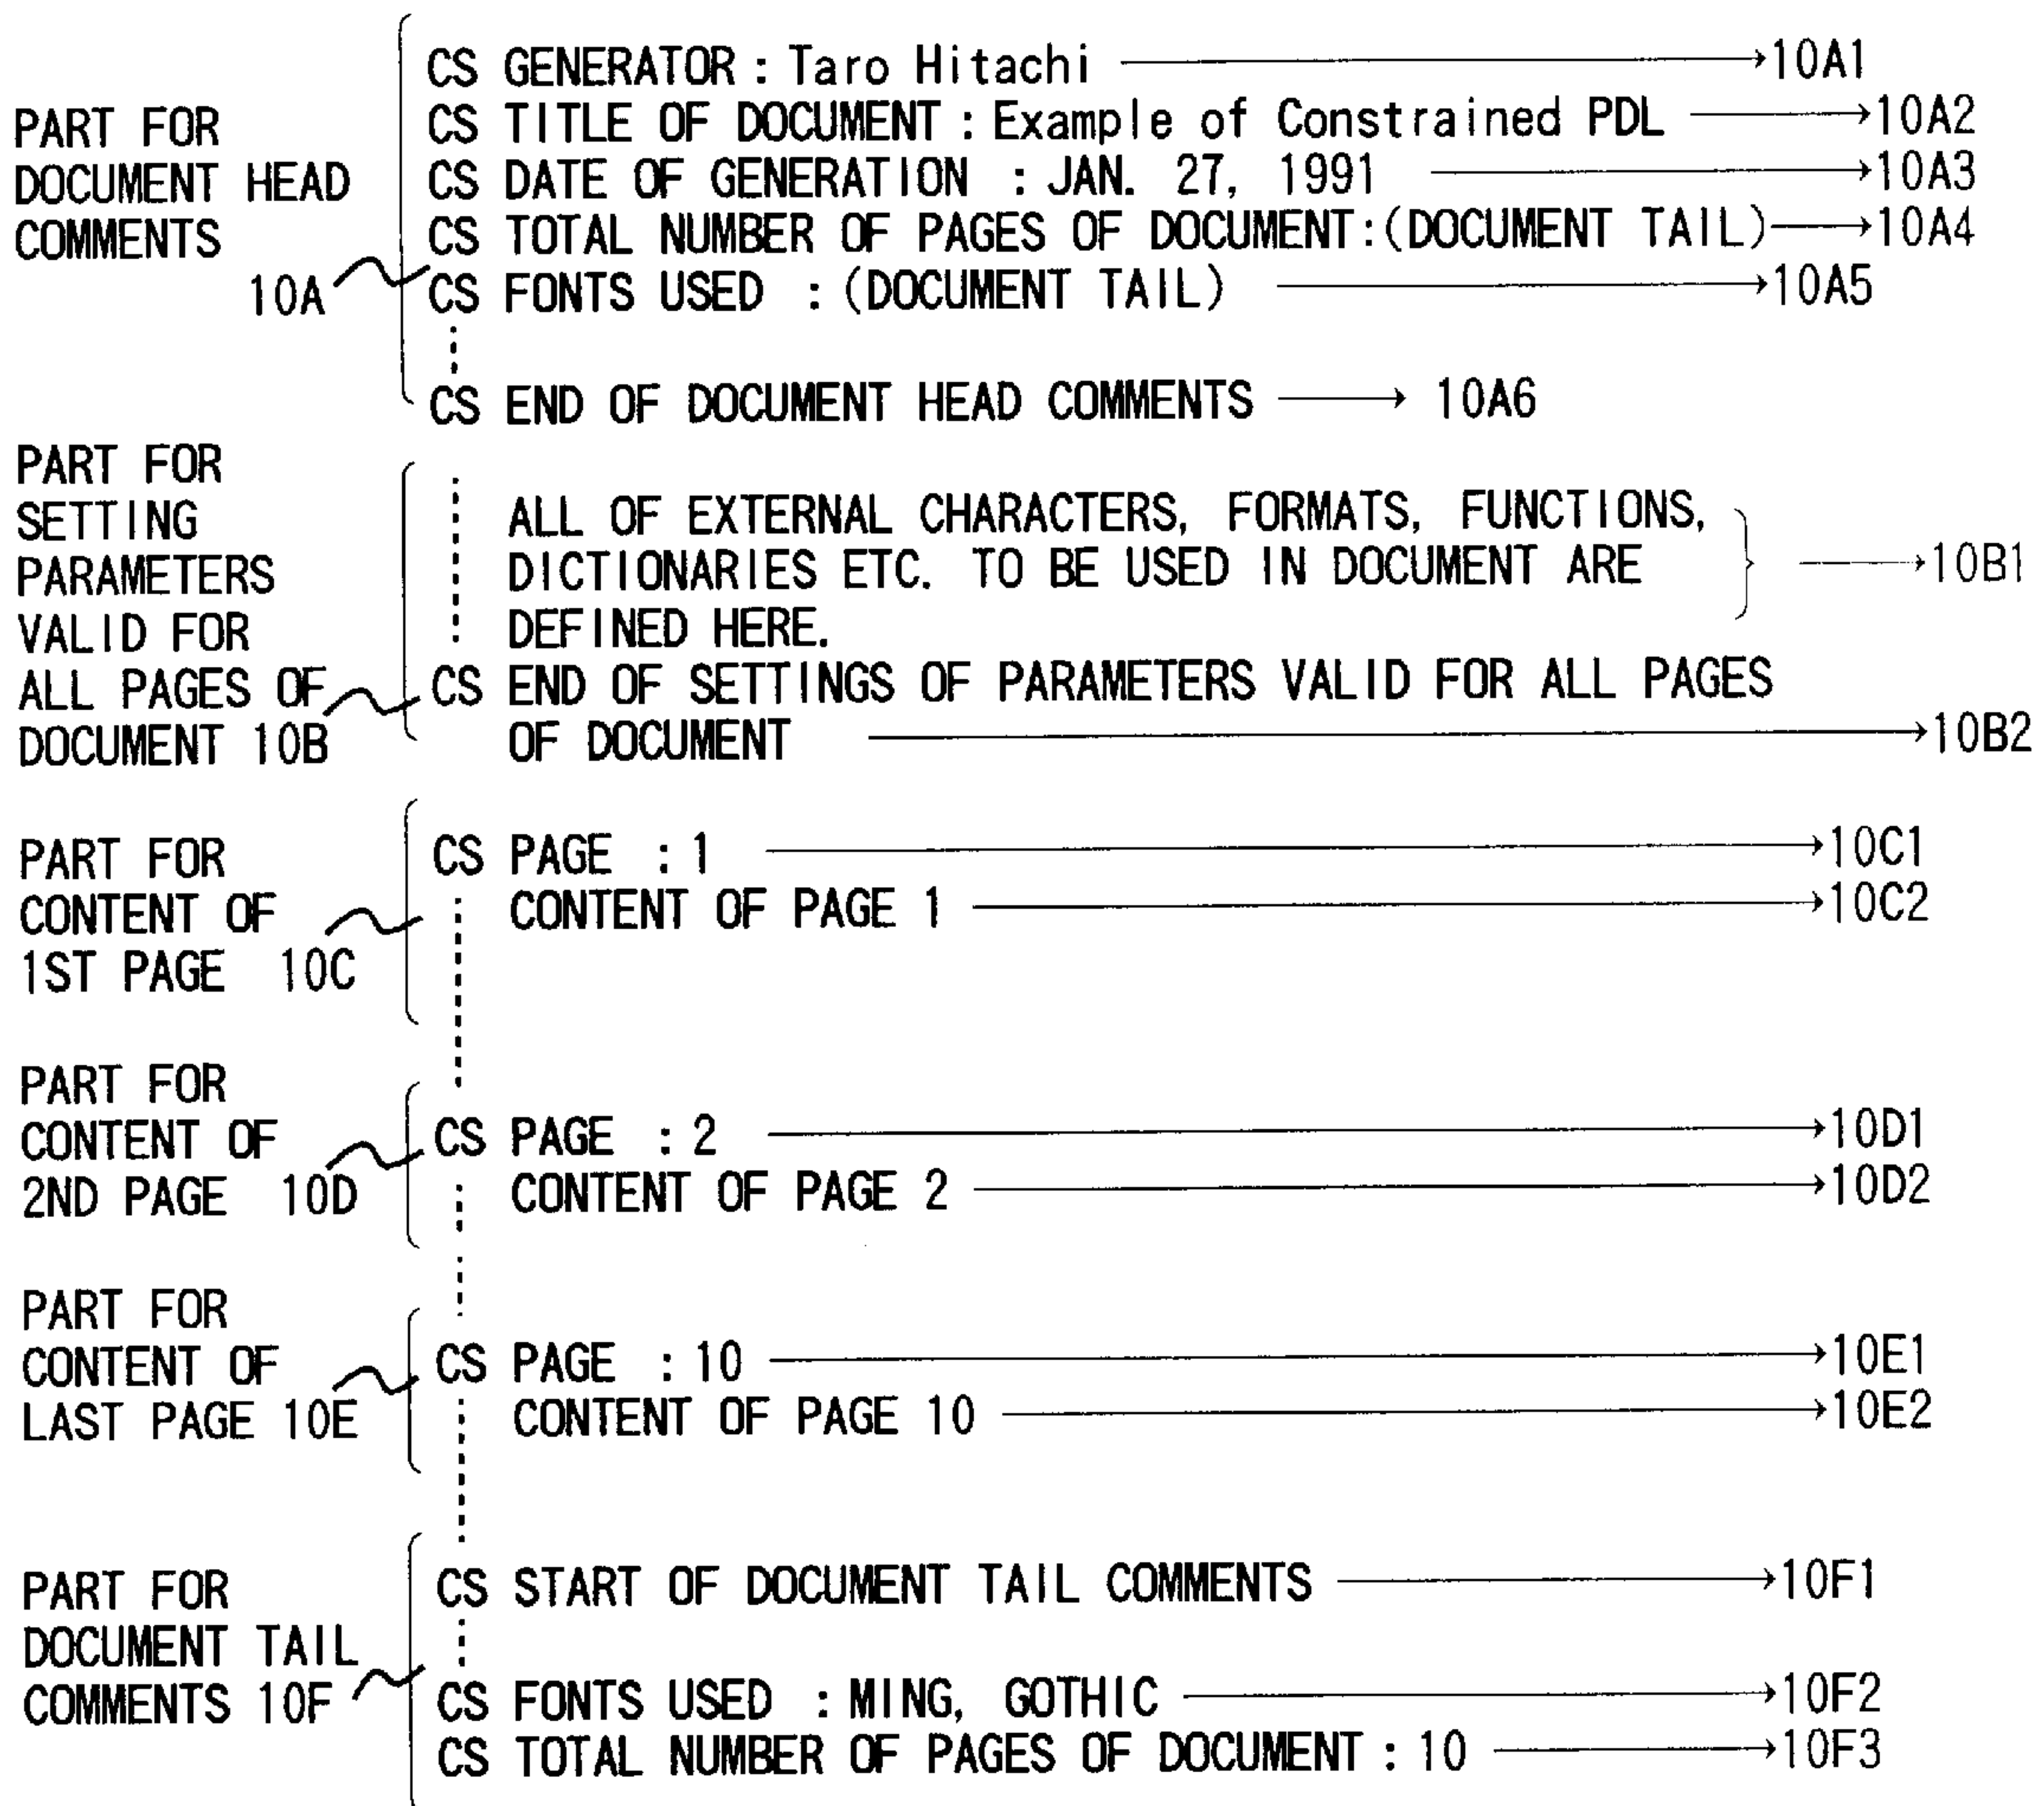 CS GENERATOR : Taro Hitachi → 10A1
PART FOR CS TITLE OF DOCUMENT : Example of Constrained PDL → 10A2
DOCUMENT HEAD CS DATE OF GENERATION : JAN. 27, 1991 → 10A3
COMMENTS CS TOTAL NUMBER OF PAGES OF DOCUMENT:(DOCUMENT TAIL) → 10A4
10A CS FONTS USED : (DOCUMENT TAIL) → 10A5
CS END OF DOCUMENT HEAD COMMENTS → 10A6
PART FOR
SETTING ALL OF EXTERNAL CHARACTERS, FORMATS, FUNCTIONS,
PARAMETERS DICTIONARIES ETC. TO BE USED IN DOCUMENT ARE → 10B1
VALID FOR DEFINED HERE.
ALL PAGES OF CS END OF SETTINGS OF PARAMETERS VALID FOR ALL PAGES
DOCUMENT 10B OF DOCUMENT → 10B2
PART FOR CS PAGE : 1 → 10C1
CONTENT OF CONTENT OF PAGE 1 → 10C2
1ST PAGE 10C
PART FOR
CONTENT OF CS PAGE : 2 → 10D1
2ND PAGE 10D CONTENT OF PAGE 2 → 10D2
PART FOR
CONTENT OF CS PAGE : 10 → 10E1
LAST PAGE 10E CONTENT OF PAGE 10 → 10E2
PART FOR CS START OF DOCUMENT TAIL COMMENTS → 10F1
DOCUMENT TAIL
COMMENTS 10F CS FONTS USED : MING, GOTHIC → 10F2
CS TOTAL NUMBER OF PAGES OF DOCUMENT : 10 → 10F3